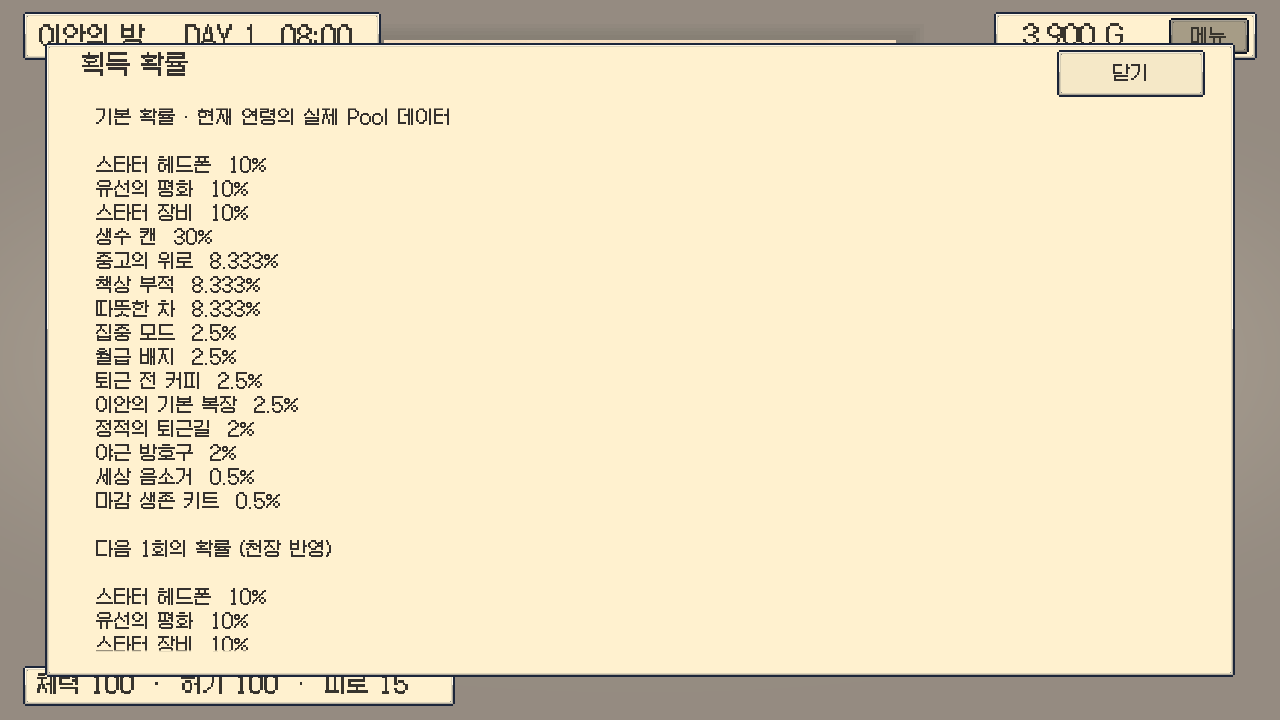 이안의 방 DAY 1 08:00
3,900 G
메뉴
획득 확률
닫기
기본 확률 · 현재 연령의 실제 Pool 데이터
스타터 헤드폰 10%
유선의 평화 10%
스타터 장비 10%
생수 캔 30%
중고의 위로 8.333%
책상 부적 8.333%
따뜻한 차 8.333%
집중 모드 2.5%
월급 배지 2.5%
퇴근 전 커피 2.5%
이안의 기본 복장 2.5%
정적의 퇴근길 2%
야근 방호구 2%
세상 음소거 0.5%
마감 생존 키트 0.5%
다음 1회의 확률 (천장 반영)
스타터 헤드폰 10%
유선의 평화 10%
스타터 장비 10%
체력 100 · 허기 100 · 피로 15